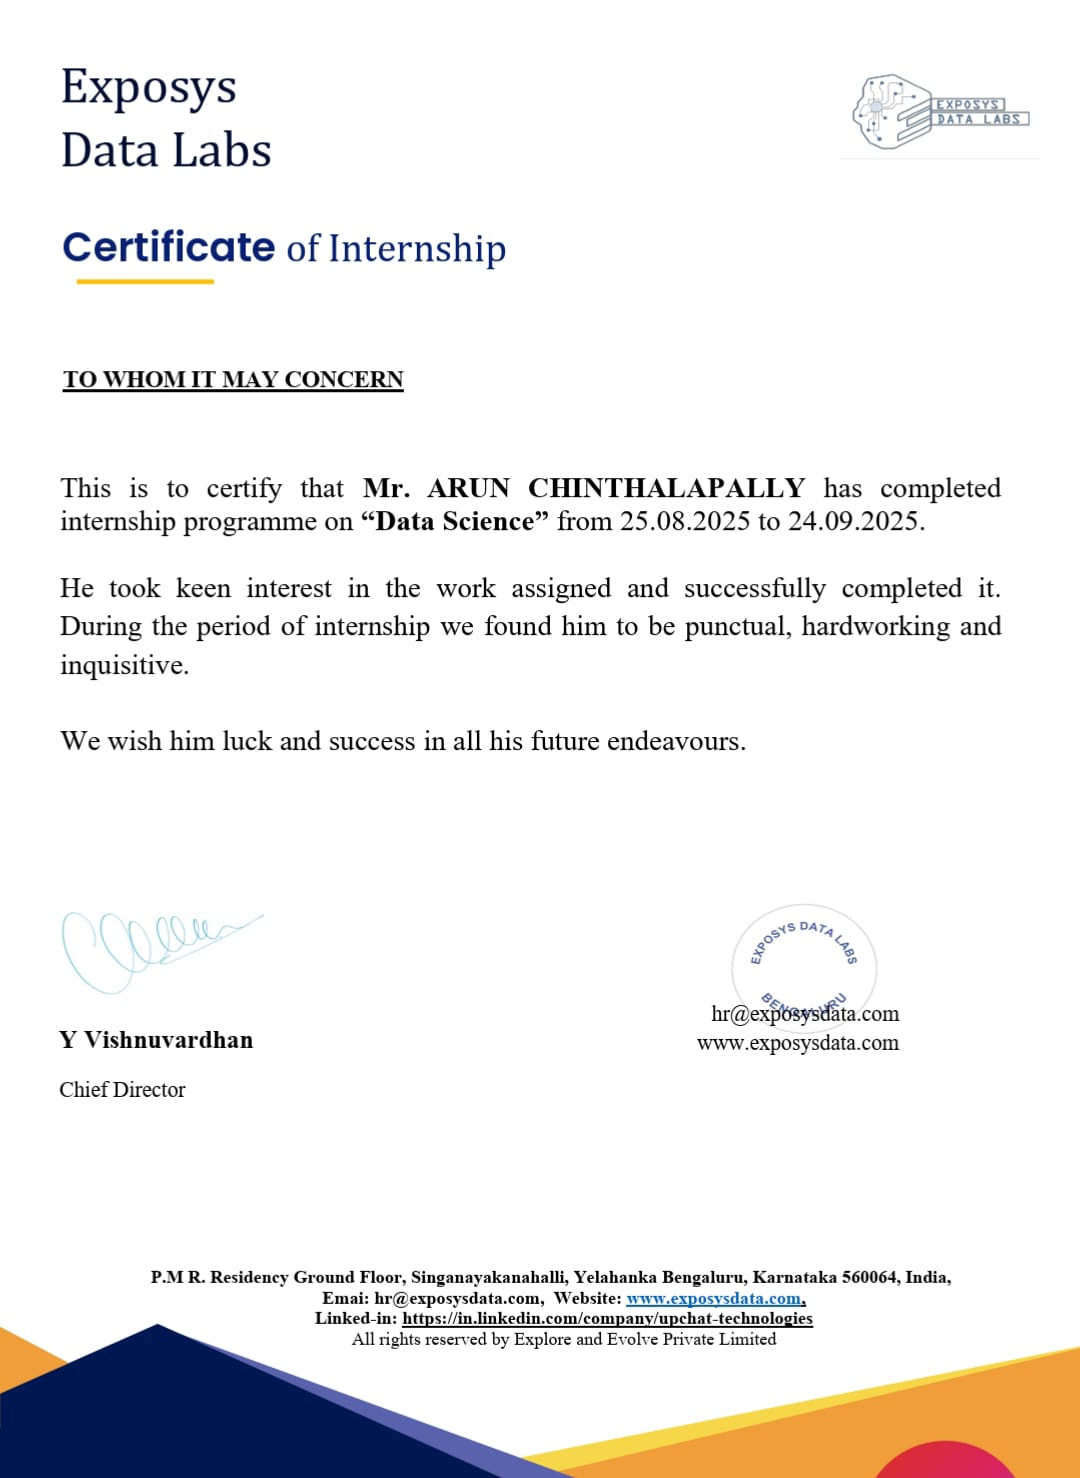 Exposys
Data Labs
EXPOSYS
DATA LABS
Certificate of Internship
TO WHOM IT MAY CONCERN
This is to certify that Mr. ARUN CHINTHALAPALLY has completed
internship programme on “Data Science” from 25.08.2025 to 24.09.2025.
He took keen interest in the work assigned and successfully completed it.
During the period of internship we found him to be punctual, hardworking and
inquisitive.
We wish him luck and success in all his future endeavours.
EXPOSYS DATA LABS
BENGALURU
hr@exposysdata.com
www.exposysdata.com
Y Vishnuvardhan
Chief Director
P.M R. Residency Ground Floor, Singanayakanahalli, Yelahanka Bengaluru, Karnataka 560064, India,
Emai: hr@exposysdata.com, Website: www.exposysdata.com,
Linked-in: https://in.linkedin.com/company/upchat-technologies
All rights reserved by Explore and Evolve Private Limited